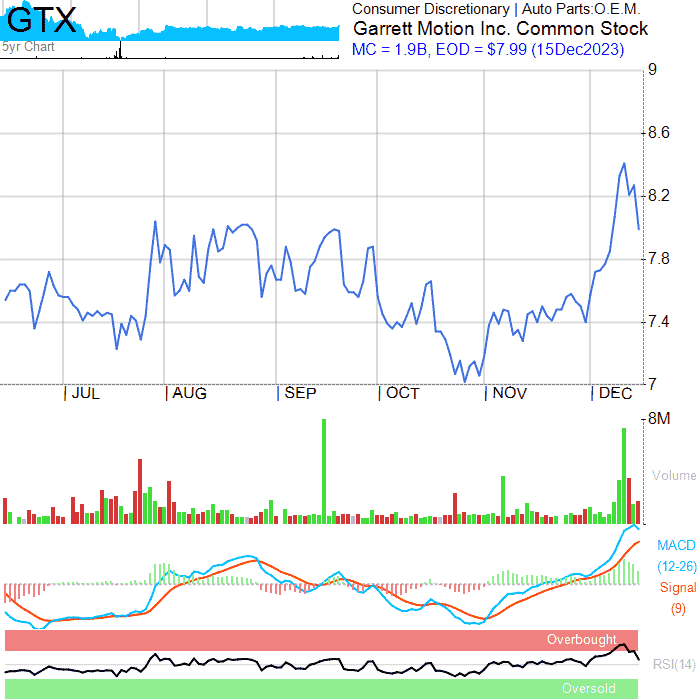 GTX
Consumer Discretionary | Auto Parts:O.E.M.
Garrett Motion Inc. Common Stock
5yr Chart
MC = 1.9B, EOD = $7.99 (15Dec2023)
9
8.6
8.2
7.8
7.4
7
| JUL | AUG | SEP | OCT | NOV | DEC
8M
Volume
MACD
(12-26)
Signal
(9)
Overbought
RSI(14)
Oversold